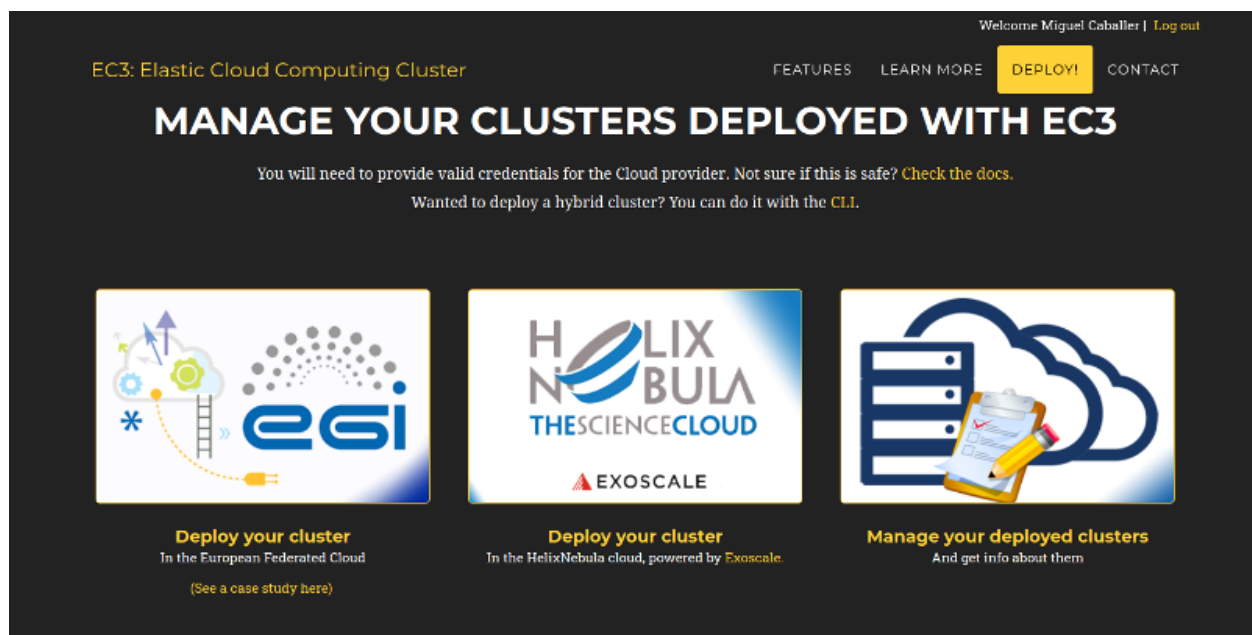 Welcome Miguel Caballer | Log out
EC3: Elastic Cloud Computing Cluster
FEATURES LEARN MORE DEPLOY! CONTACT
MANAGE YOUR CLUSTERS DEPLOYED WITH EC3
You will need to provide valid credentials for the Cloud provider. Not sure if this is safe? Check the docs.
Wanted to deploy a hybrid cluster? You can do it with the CLI.
egi
HELIX
NEBULA
THESCIENCECLOUD
EXOSCALE
Deploy your cluster
In the European Federated Cloud
(See a case study here)
Deploy your cluster
In the HelixNebula cloud, powered by Exoscale.
Manage your deployed clusters
And get info about them